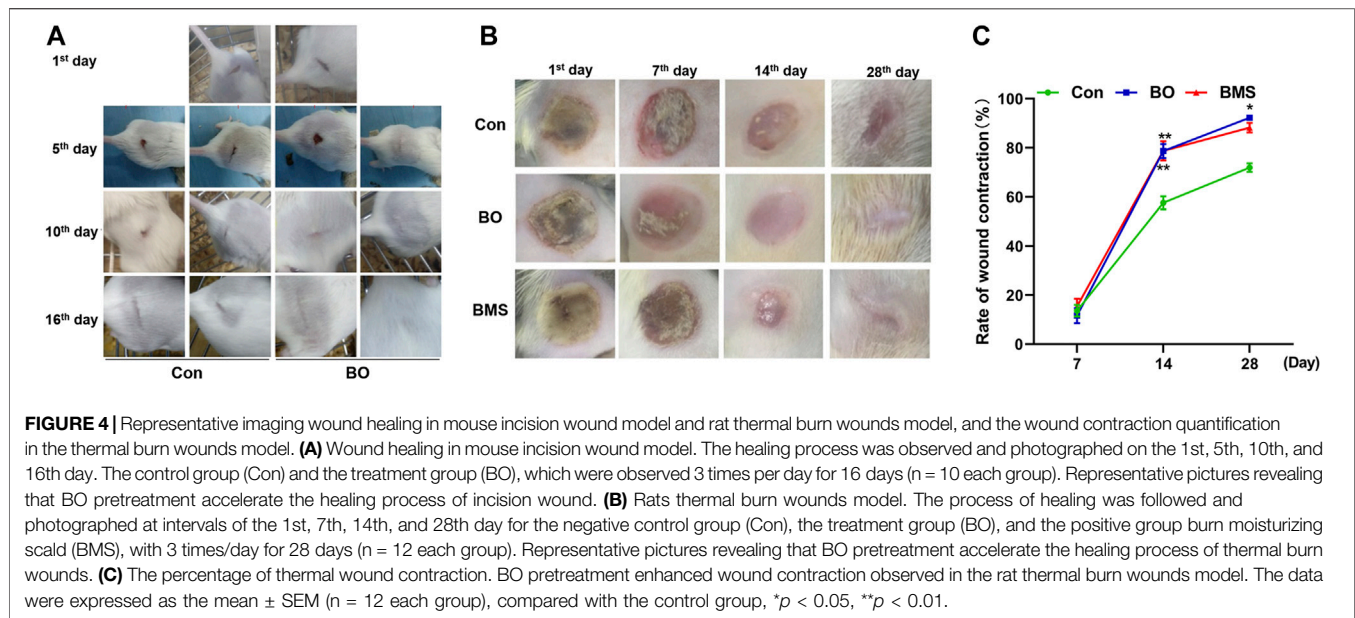 A
1st day
5th day
10th day
16th day
Con BO
B
1st day 7th day 14th day 28th day
Con
BO
BMS
C
Con BO BMS
Rate of wound contraction(%)
100
80
60
40
20
0
**
**
*
7 14 28 (Day)
FIGURE 4 | Representative imaging wound healing in mouse incision wound model and rat thermal burn wounds model, and the wound contraction quantification
in the thermal burn wounds model. (A) Wound healing in mouse incision wound model. The healing process was observed and photographed on the 1st, 5th, 10th, and
16th day. The control group (Con) and the treatment group (BO), which were observed 3 times per day for 16 days (n = 10 each group). Representative pictures revealing
that BO pretreatment accelerate the healing process of incision wound. (B) Rats thermal burn wounds model. The process of healing was followed and
photographed at intervals of the 1st, 7th, 14th, and 28th day for the negative control group (Con), the treatment group (BO), and the positive group burn moisturizing
scald (BMS), with 3 times/day for 28 days (n = 12 each group). Representative pictures revealing that BO pretreatment accelerate the healing process of thermal burn
wounds. (C) The percentage of thermal wound contraction. BO pretreatment enhanced wound contraction observed in the rat thermal burn wounds model. The data
were expressed as the mean ± SEM (n = 12 each group), compared with the control group, *p < 0.05, **p < 0.01.